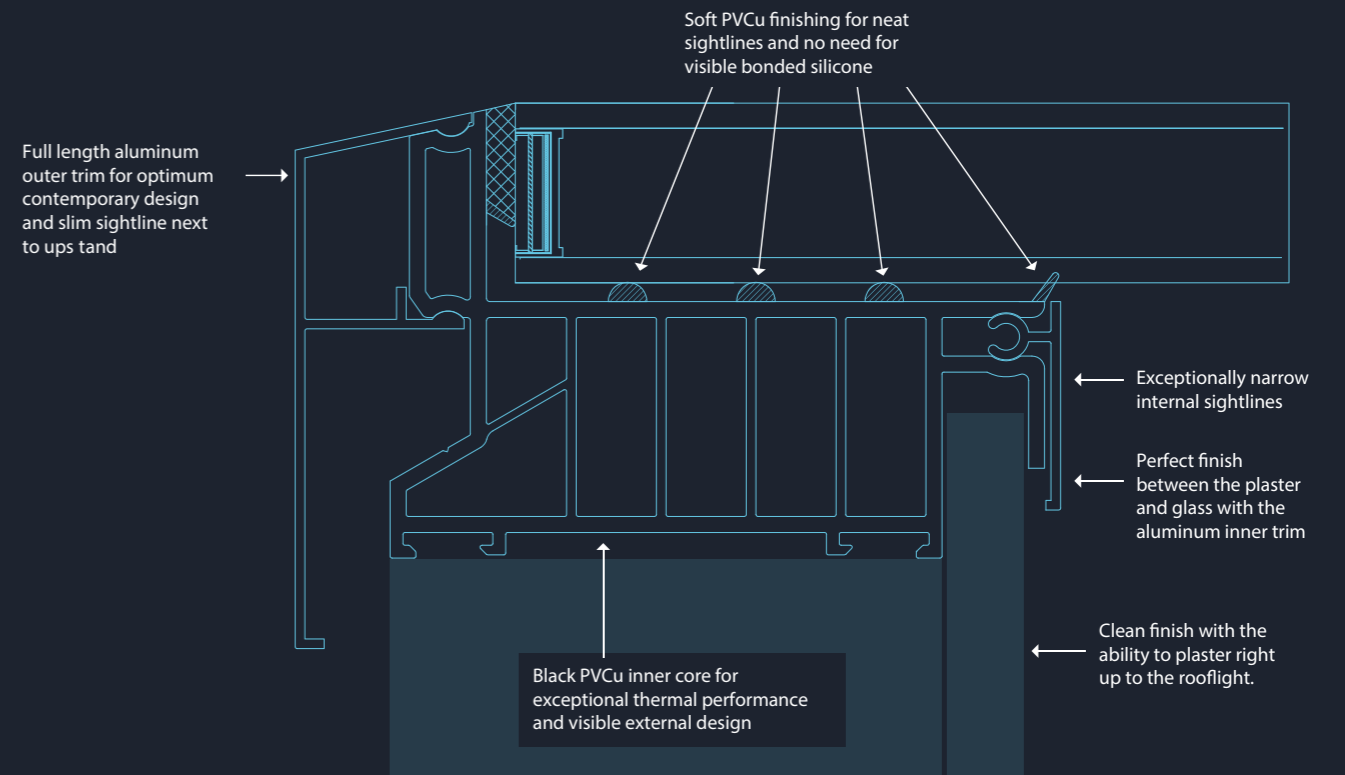 Soft PVCu finishing for neat
sightlines and no need for
visible bonded silicone
Full length aluminum
outer trim for optimum
contemporary design
and slim sightline next
to ups tand
Exceptionally narrow
internal sightlines
Perfect finish
between the plaster
and glass with the
aluminum inner trim
Clean finish with the
ability to plaster right
up to the rooflight.
Black PVCu inner core for
exceptional thermal performance
and visible external design